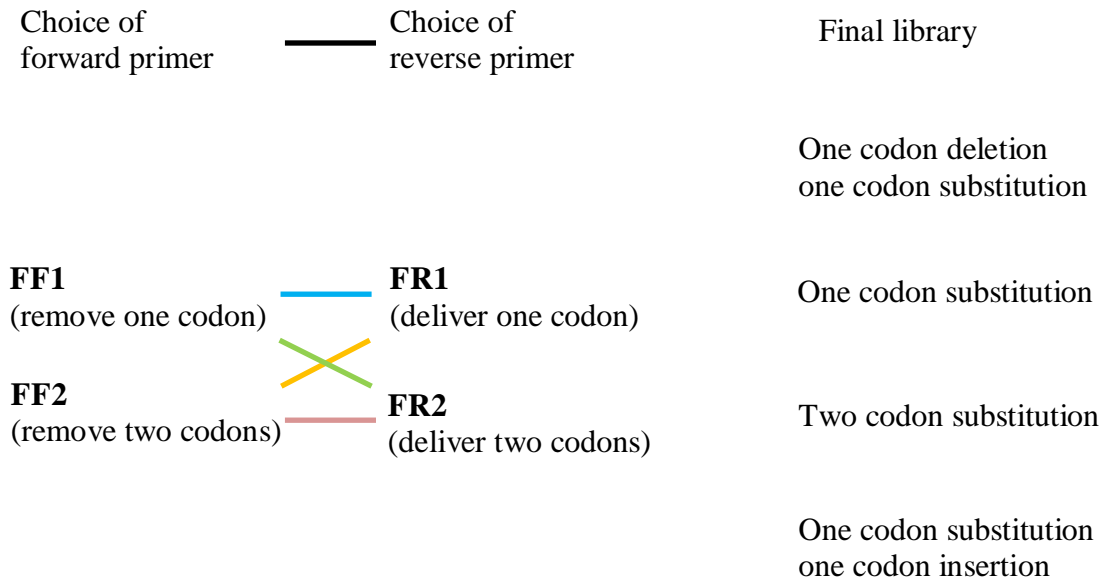 Choice of
forward primer
Choice of
reverse primer
Final library
One codon deletion
one codon substitution
FF1
(remove one codon)
FR1
(deliver one codon)
One codon substitution
FF2
(remove two codons)
FR2
(deliver two codons)
Two codon substitution
One codon substitution
one codon insertion